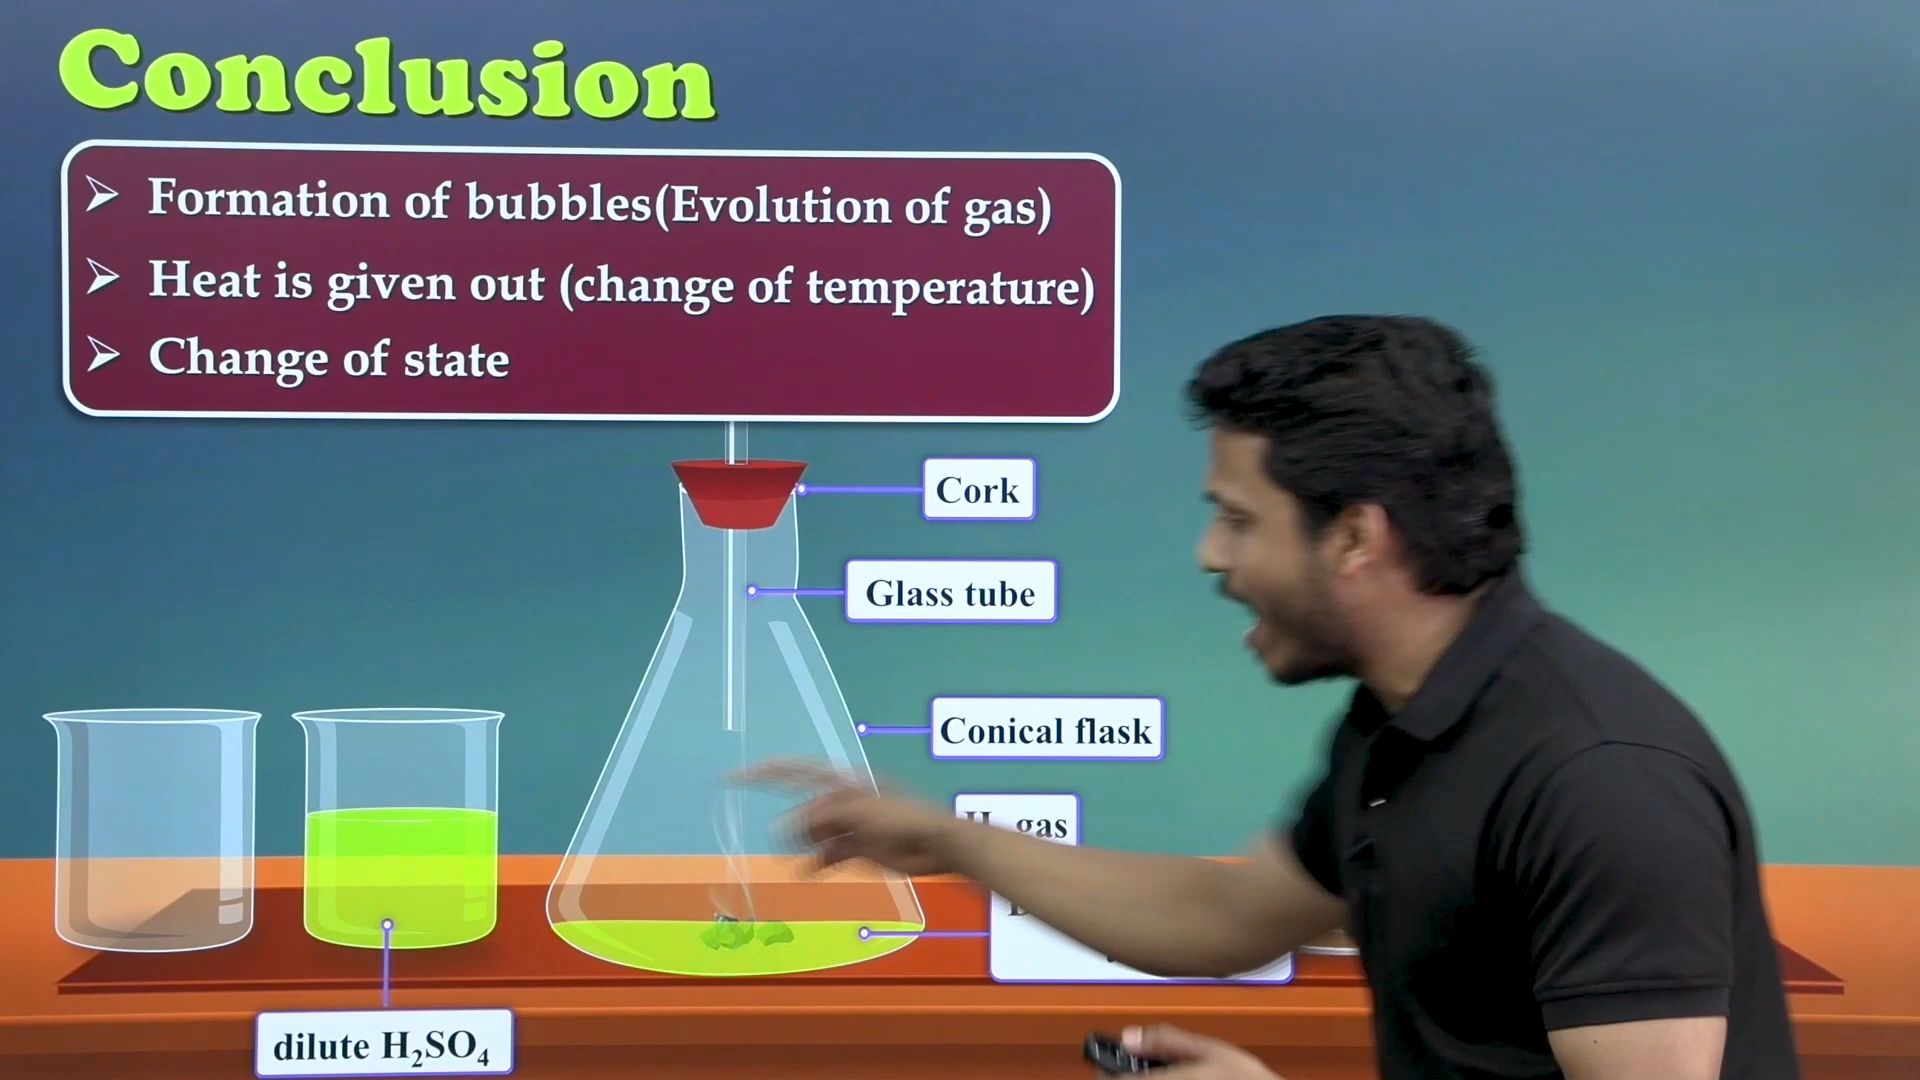 Conclusion
➢ Formation of bubbles(Evolution of gas)
➢ Heat is given out (change of temperature)
➢ Change of state
Cork
Glass tube
Conical flask
gas
dilute H₂SO₄